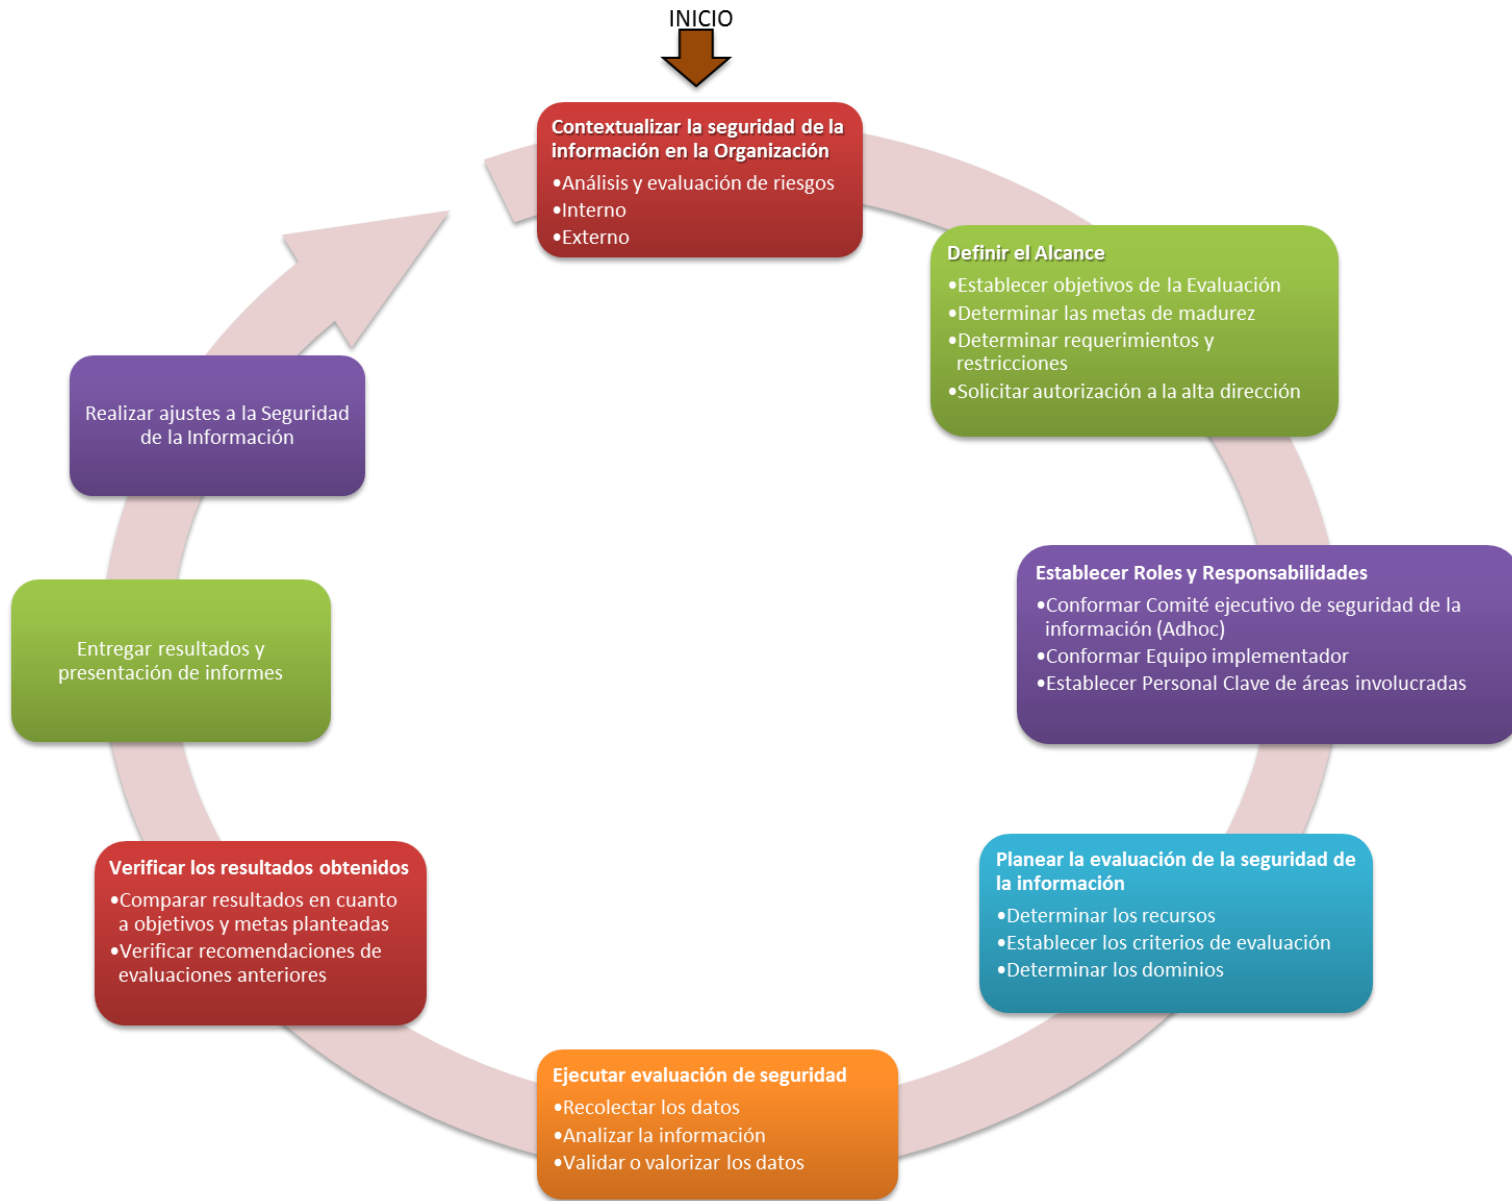 INICIO
Contextualizar la seguridad de la
información en la Organización
•Análisis y evaluación de riesgos
•Interno
•Externo
Definir el Alcance
•Establecer objetivos de la Evaluación
•Determinar las metas de madurez
•Determinar requerimientos y
restricciones
•Solicitar autorización a la alta dirección
Establecer Roles y Responsabilidades
•Conformar Comité ejecutivo de seguridad de la
información (Adhoc)
•Conformar Equipo implementador
•Establecer Personal Clave de áreas involucradas
Planear la evaluación de la seguridad de
la información
•Determinar los recursos
•Establecer los criterios de evaluación
•Determinar los dominios
Ejecutar evaluación de seguridad
•Recolectar los datos
•Analizar la información
•Validar o valorizar los datos
Verificar los resultados obtenidos
•Comparar resultados en cuanto
a objetivos y metas planteadas
•Verificar recomendaciones de
evaluaciones anteriores
Entregar resultados y
presentación de informes
Realizar ajustes a la Seguridad
de la Información